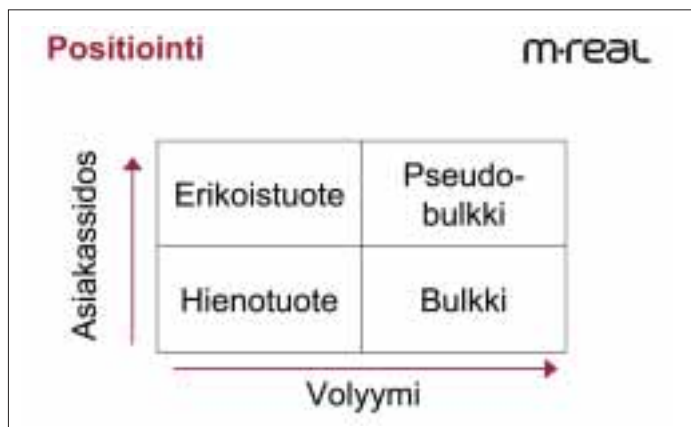 Positiointi
m·real
Asiakassidos
Erikoistuote
Pseudo-
bulkki
Hienotuote
Bulkki
Volyymi